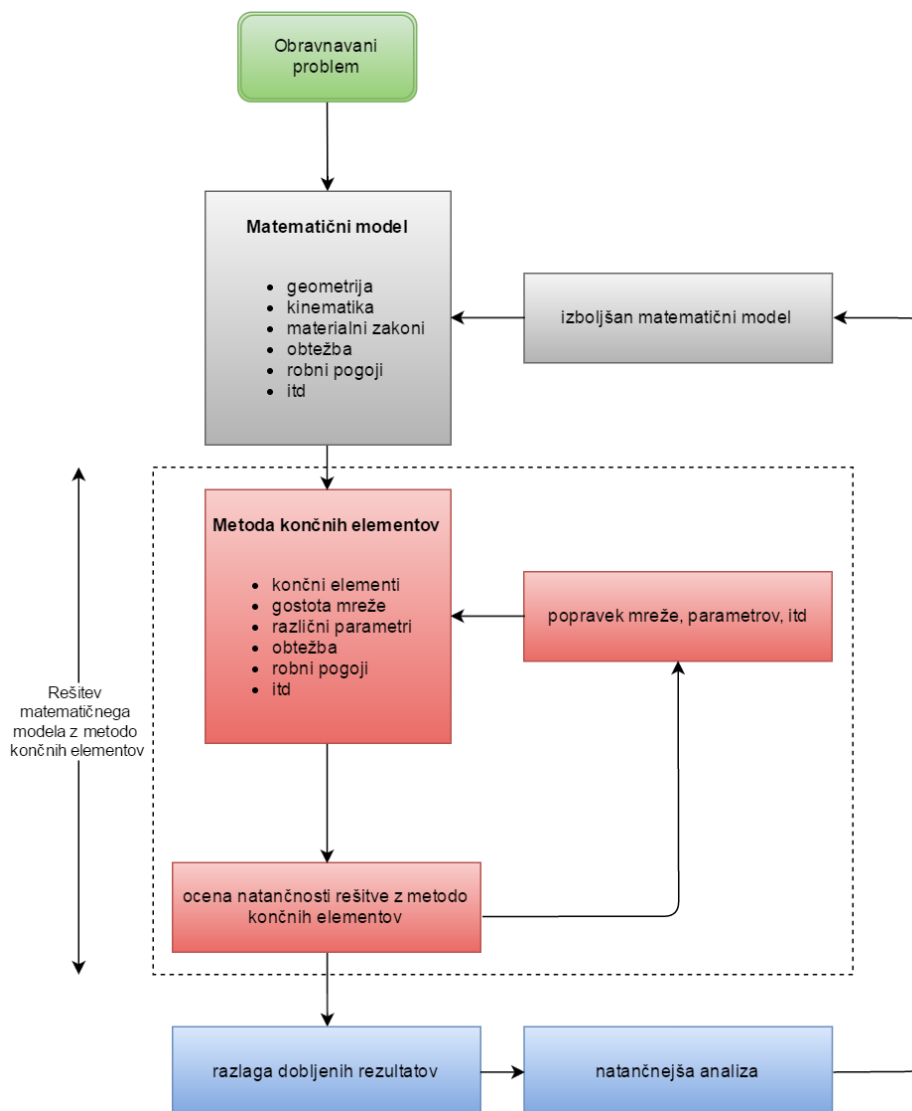 Obravnavani
problem
Matematični model
geometrija
kinematika
materialni zakoni
obtežba
robni pogoji
itd
izboljšan matematični model
Metoda končnih elementov
končni elementi
gostota mreže
različni parametri
obtežba
robni pogoji
itd
popravek mreže, parametrov, itd
Rešitev
matematičnega
modela z metodo
končnih elementov
ocena natančnosti rešitve z metodo
končnih elementov
razlaga dobljenih rezultatov
natančnejša analiza